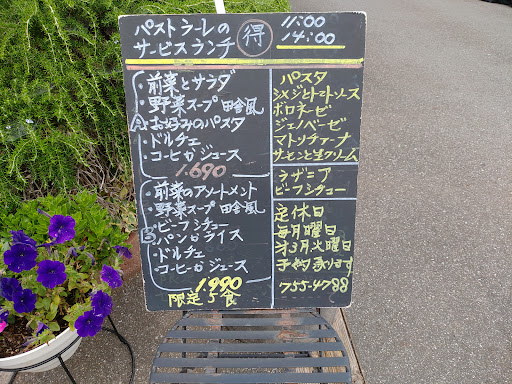 パストラーレの
サービスランチ 得
11:00
14:00
A
・前菜とサラダ
・野菜スープ 田舎風
・お好みのパスタ
・ドルチェ
・コーヒーかジュース
1.690
B
・前菜のアソートメント
・野菜スープ 田舎風
・ビーフシチュー
・パンかライス
・ドルチェ
・コーヒーかジュース
1.990
限定5食
パスタ
シメジとトマトソース
ボロネーゼ
ジェノベーゼ
マトリチアーナ
サーモンと生クリーム
ラザニア
ビーフシチュー
定休日
毎月曜日
才3月火曜日
予約承ります
755-4788